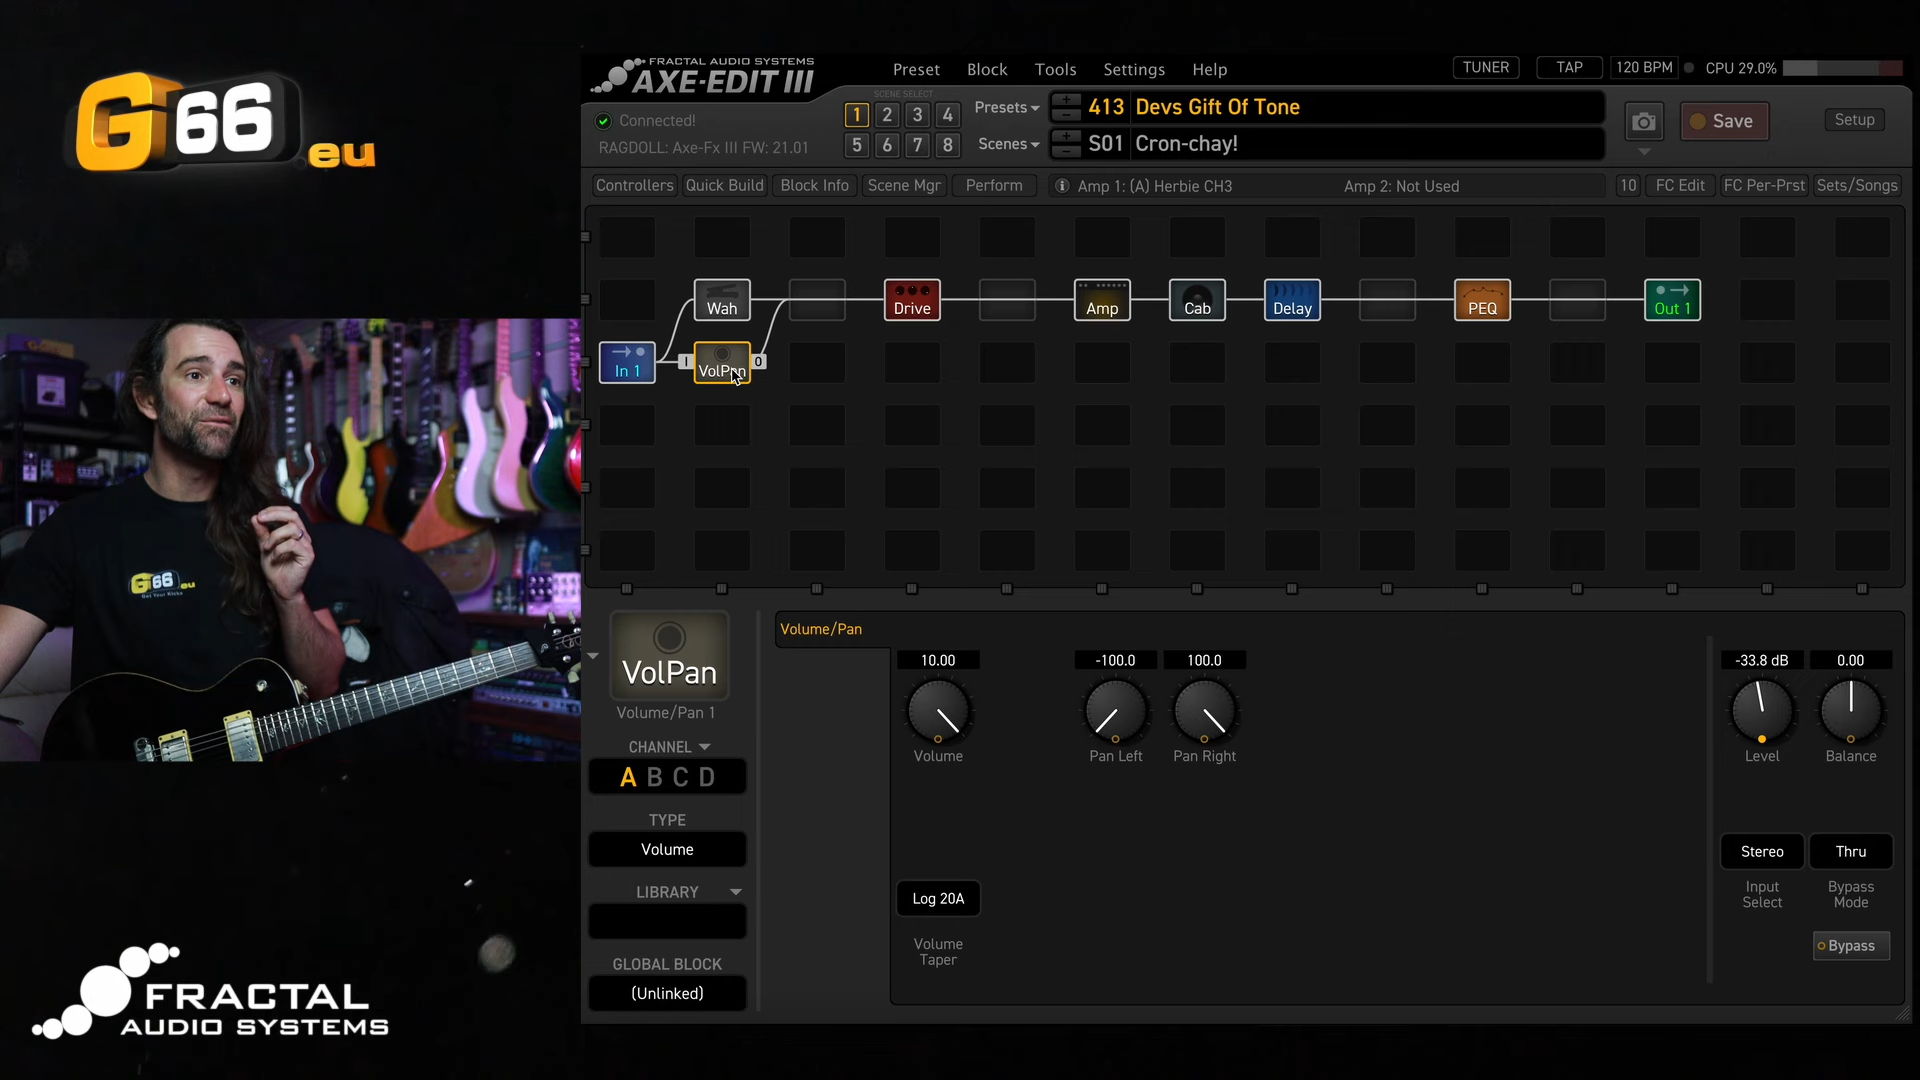 G66.eu
FRACTAL AUDIO SYSTEMS
AXE-EDIT III
Preset Block Tools Settings Help
TUNER TAP 120 BPM CPU 29.0%
Connected!
RAGDOLL: Axe-Fx III FW: 21.01
SCENE SELECT
1 2 3 4
5 6 7 8
Presets 413 Devs Gift Of Tone
Scenes S01 Cron-chay!
Save
Setup
Controllers Quick Build Block Info Scene Mgr Perform Amp 1: (A) Herbie CH3 Amp 2: Not Used 10 FC Edit FC Per-Prst Sets/Songs
Wah Drive Amp Cab Delay PEQ Out 1
In 1 I VolPan O
G66.eu
Get Your Kicks
VolPan
Volume/Pan 1
CHANNEL
A B C D
TYPE
Volume
LIBRARY
GLOBAL BLOCK
(Unlinked)
Volume/Pan
10.00 -100.0 100.0 -33.8 dB 0.00
Volume Pan Left Pan Right Level Balance
Stereo Thru
Input Select
Bypass Mode
Log 20A
Volume Taper
Bypass
FRACTAL
AUDIO SYSTEMS